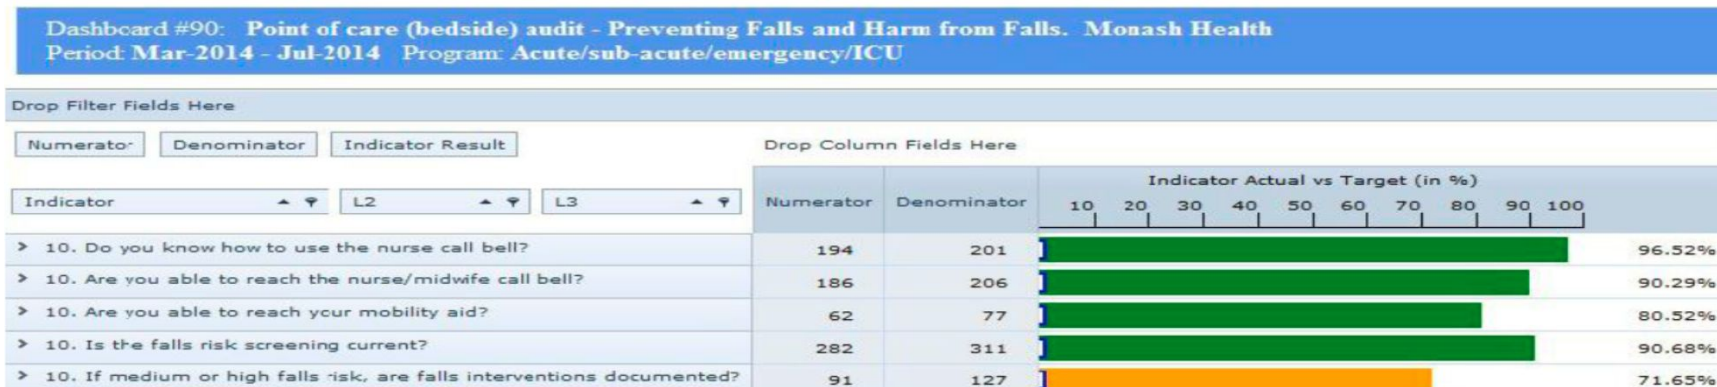 Dashboard #90: Point of care (bedside) audit - Preventing Falls and Harm from Falls. Monash Health
Period: Mar-2014 - Jul-2014 Program: Acute/sub-acute/emergency/ICU
Drop Filter Fields Here
Numerator Denominator Indicator Result Drop Column Fields Here
Indicator L2 L3 Numerator Denominator Indicator Actual vs Target (in %)
10 20 30 40 50 60 70 80 90 100
10. Do you know how to use the nurse call bell? 194 201 96.52%
10. Are you able to reach the nurse/midwife call bell? 186 206 90.29%
10. Are you able to reach your mobility aid? 62 77 80.52%
10. Is the falls risk screening current? 282 311 90.68%
10. If medium or high falls risk, are falls interventions documented? 91 127 71.65%